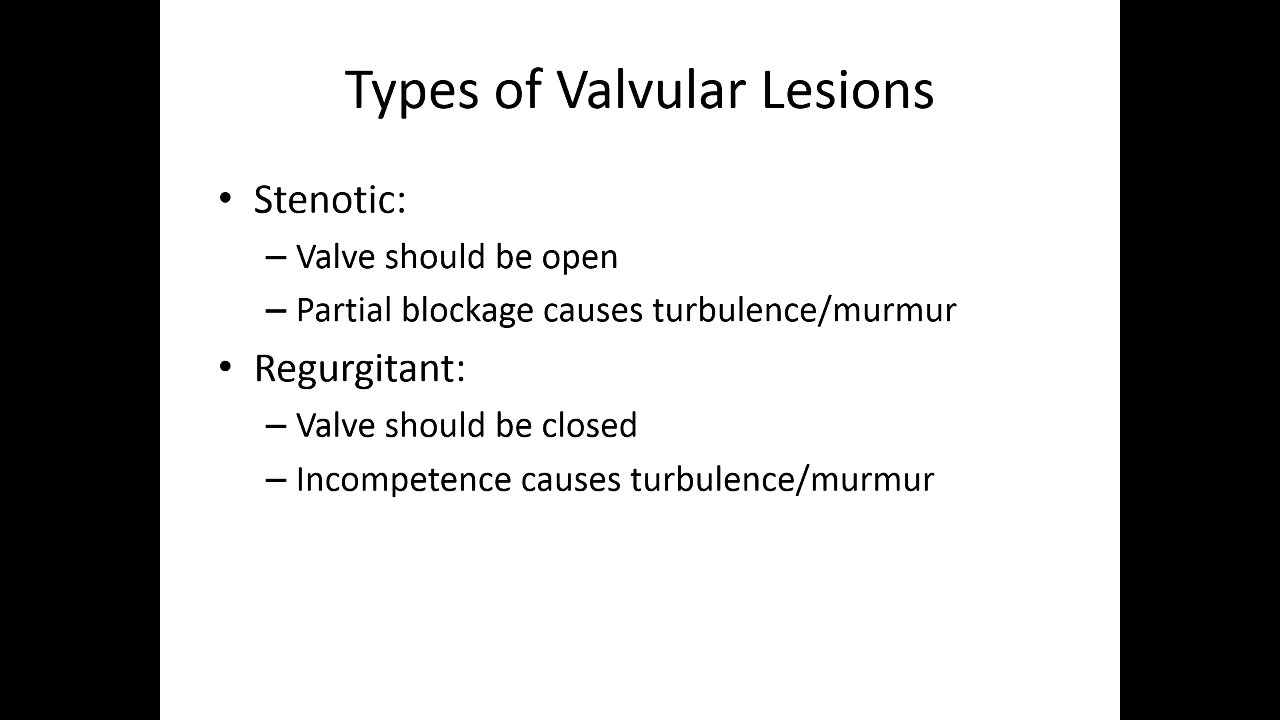 Types of Valvular Lesions
• Stenotic:
– Valve should be open
– Partial blockage causes turbulence/murmur
• Regurgitant:
– Valve should be closed
– Incompetence causes turbulence/murmur